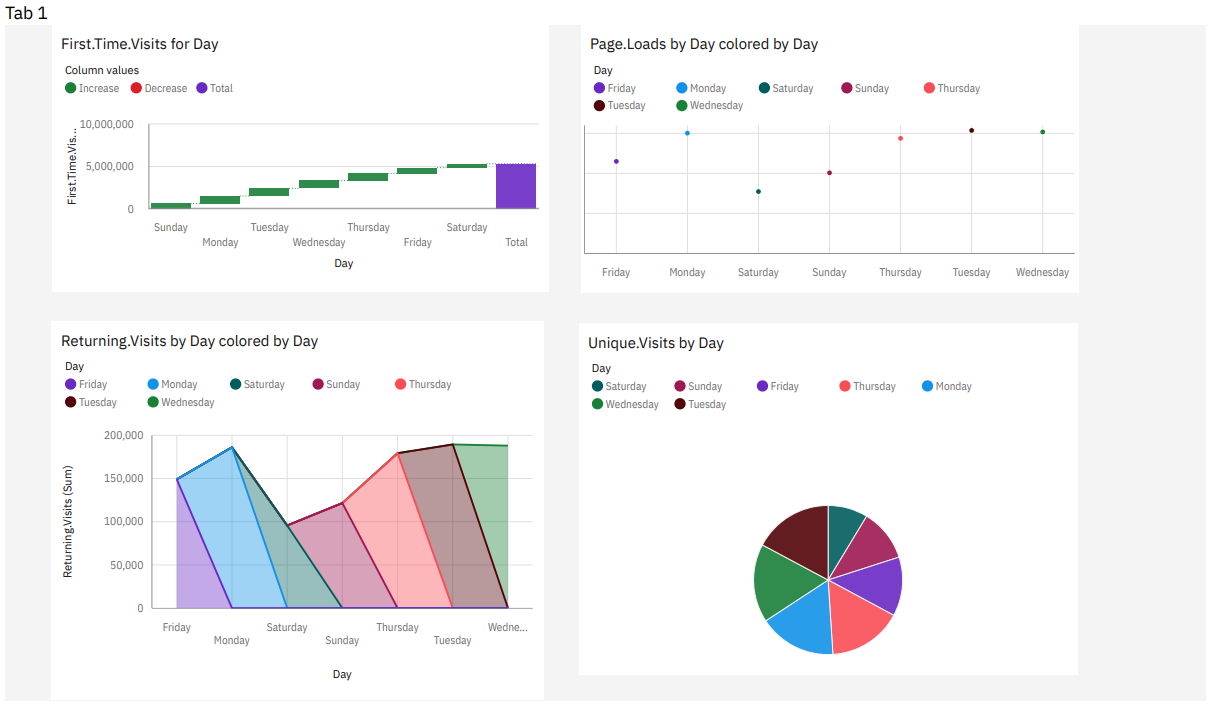 Tab 1
First.Time.Visits for Day
Column values
Increase Decrease Total
First.Time.Vis...
10,000,000
5,000,000
0
Sunday Tuesday Thursday Saturday
Monday Wednesday Friday Total
Day
Page.Loads by Day colored by Day
Day
Friday Monday Saturday Sunday Thursday
Tuesday Wednesday
Friday Monday Saturday Sunday Thursday Tuesday Wednesday
Returning.Visits by Day colored by Day
Day
Friday Monday Saturday Sunday Thursday
Tuesday Wednesday
Returning.Visits (Sum)
200,000
150,000
100,000
50,000
0
Friday Saturday Thursday Wedne...
Monday Sunday Tuesday
Day
Unique.Visits by Day
Day
Saturday Sunday Friday Thursday Monday
Wednesday Tuesday